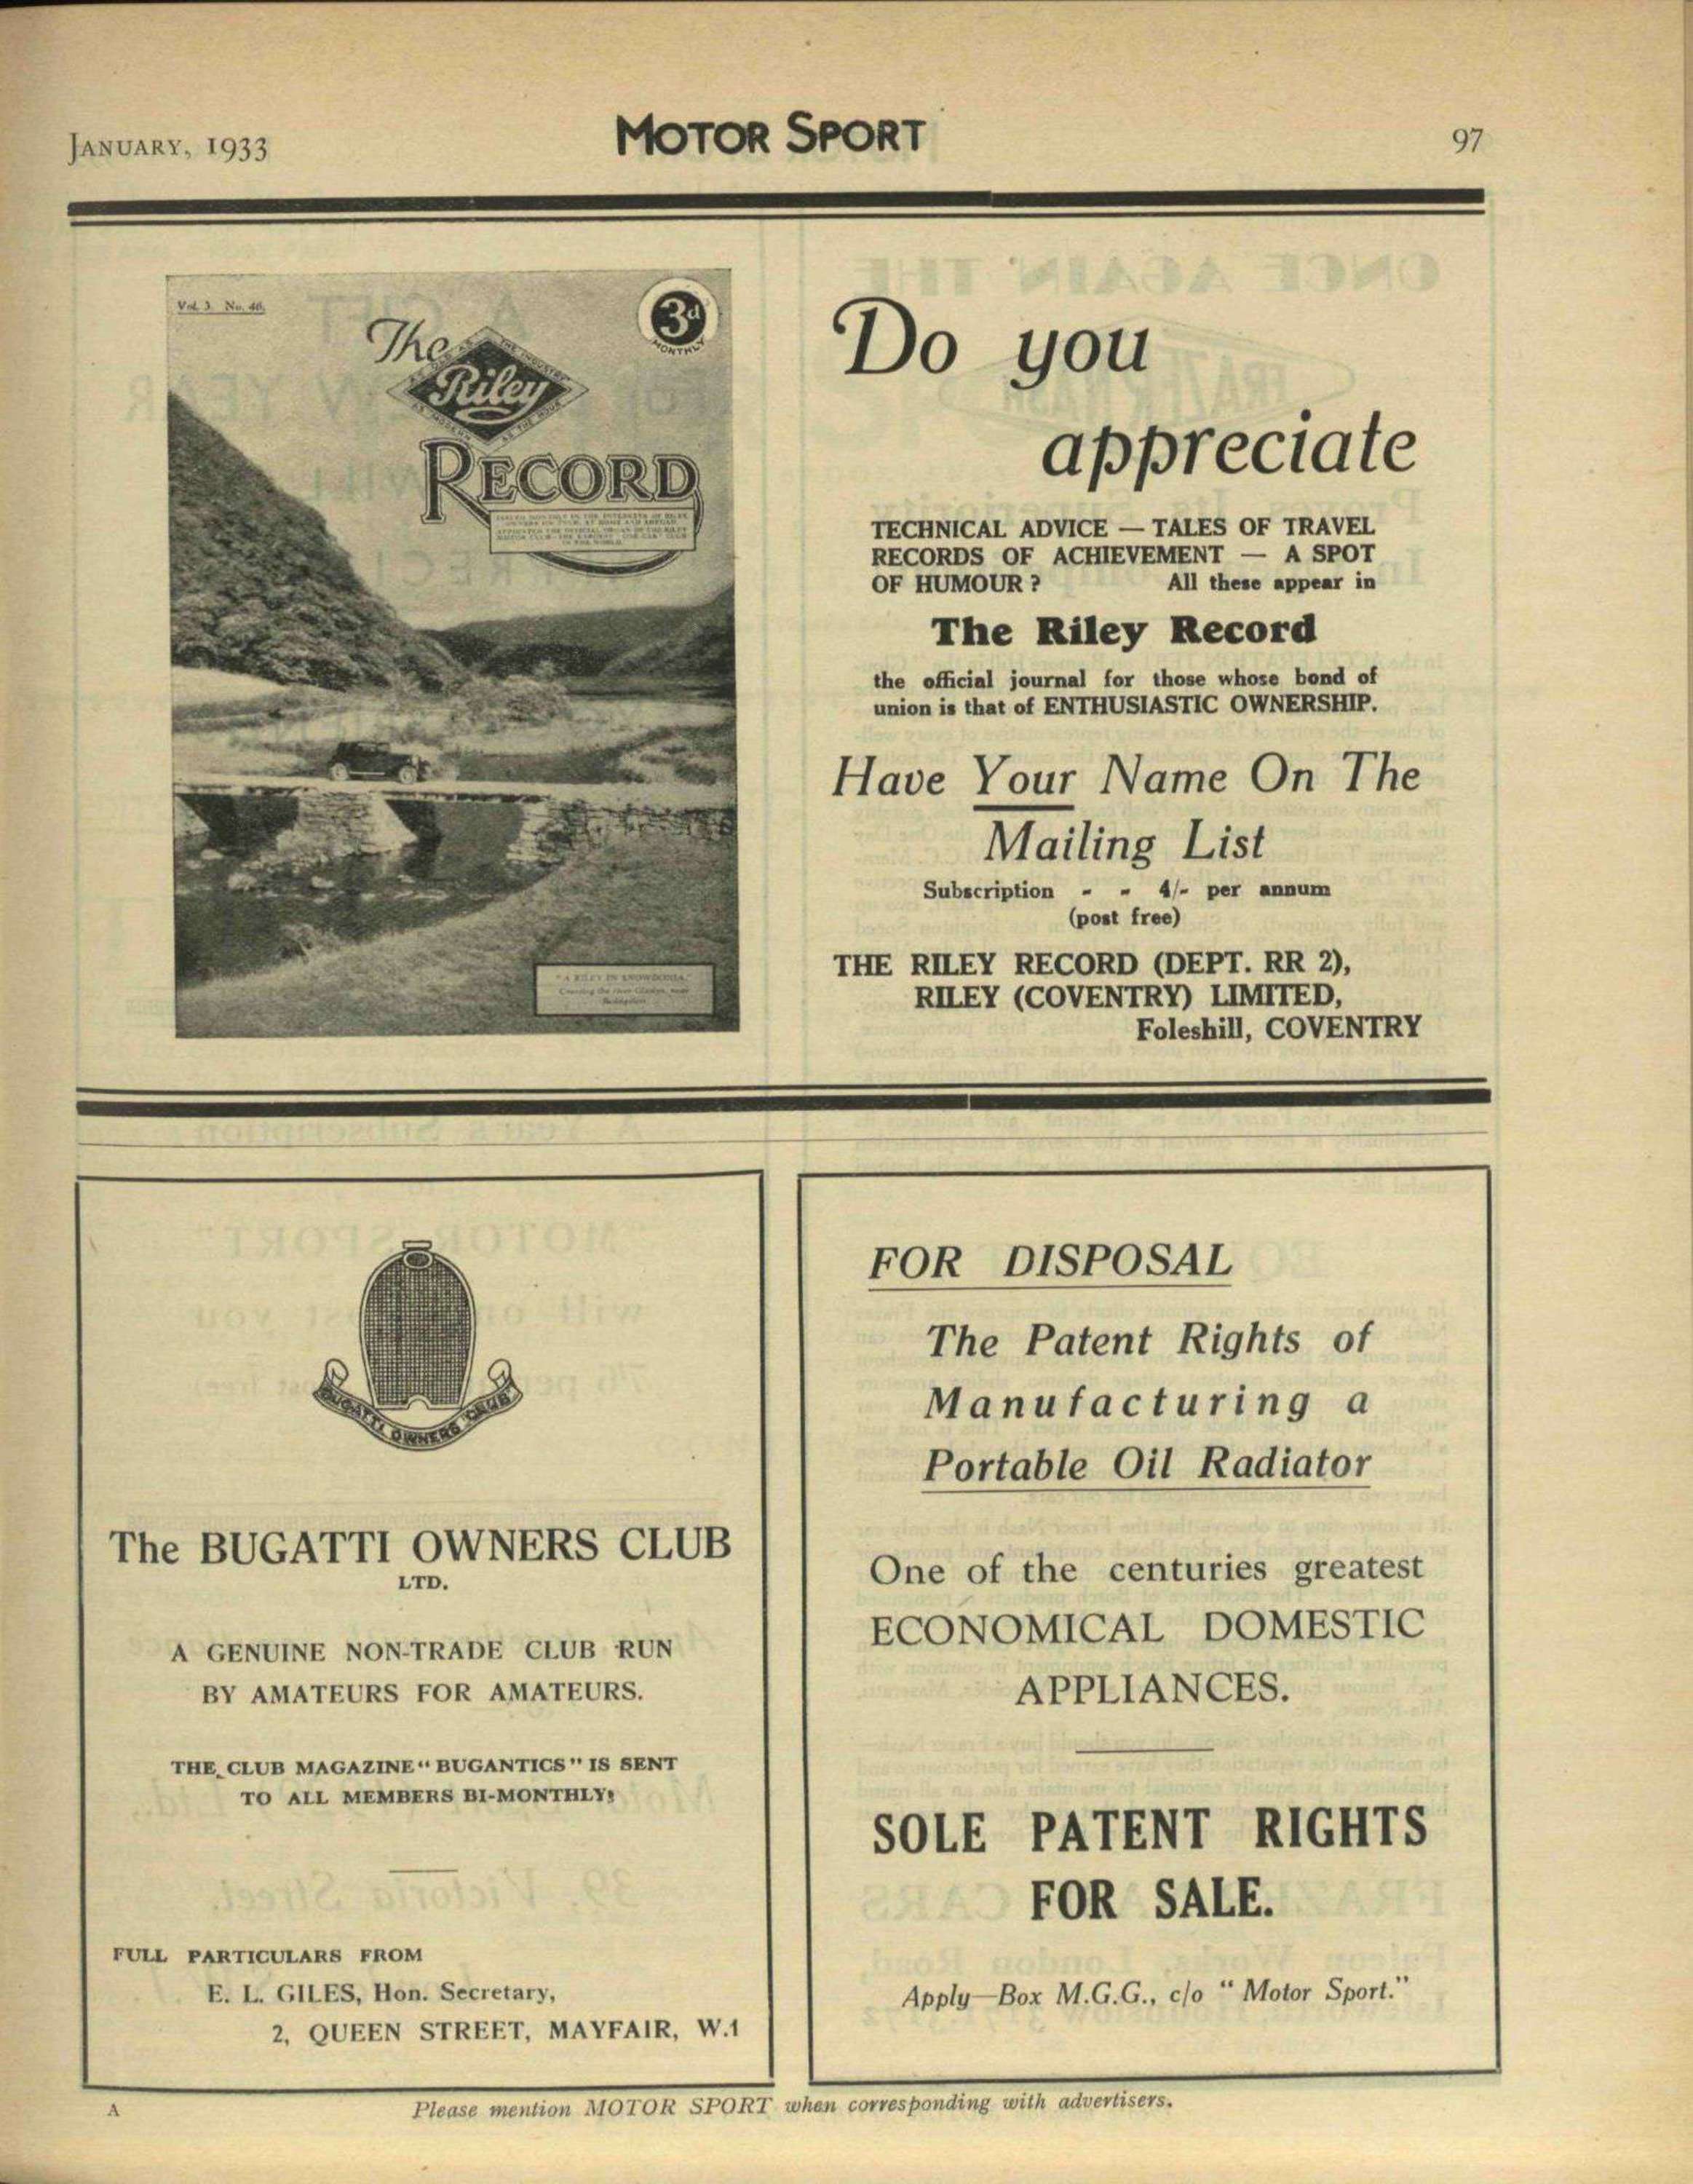 JANUARY, 1933
MOTOR SPORT
97
Vol. 3. No. 46.
3d
MONTHLY
The
Riley
RECORD
"A RILEY IN SNOWDONIA."
Do you
appreciate
TECHNICAL ADVICE — TALES OF TRAVEL
RECORDS OF ACHIEVEMENT — A SPOT
OF HUMOUR ? All these appear in
The Riley Record
the official journal for those whose bond of
union is that of ENTHUSIASTIC OWNERSHIP.
Have Your Name On The
Mailing List
Subscription - - 4/- per annum
(post free)
THE RILEY RECORD (DEPT. RR 2),
RILEY (COVENTRY) LIMITED,
Foleshill, COVENTRY
BUGATTI OWNERS CLUB
The BUGATTI OWNERS CLUB
LTD.
A GENUINE NON-TRADE CLUB RUN
BY AMATEURS FOR AMATEURS.
THE CLUB MAGAZINE "BUGANTICS" IS SENT
TO ALL MEMBERS BI-MONTHLY:
FULL PARTICULARS FROM
E. L. GILES, Hon. Secretary,
2, QUEEN STREET, MAYFAIR, W.1
FOR DISPOSAL
The Patent Rights of
Manufacturing a
Portable Oil Radiator
One of the centuries greatest
ECONOMICAL DOMESTIC
APPLIANCES.
SOLE PATENT RIGHTS
FOR SALE.
Apply—Box M.G.G., c/o "Motor Sport."
A
Please mention MOTOR SPORT when corresponding with advertisers.